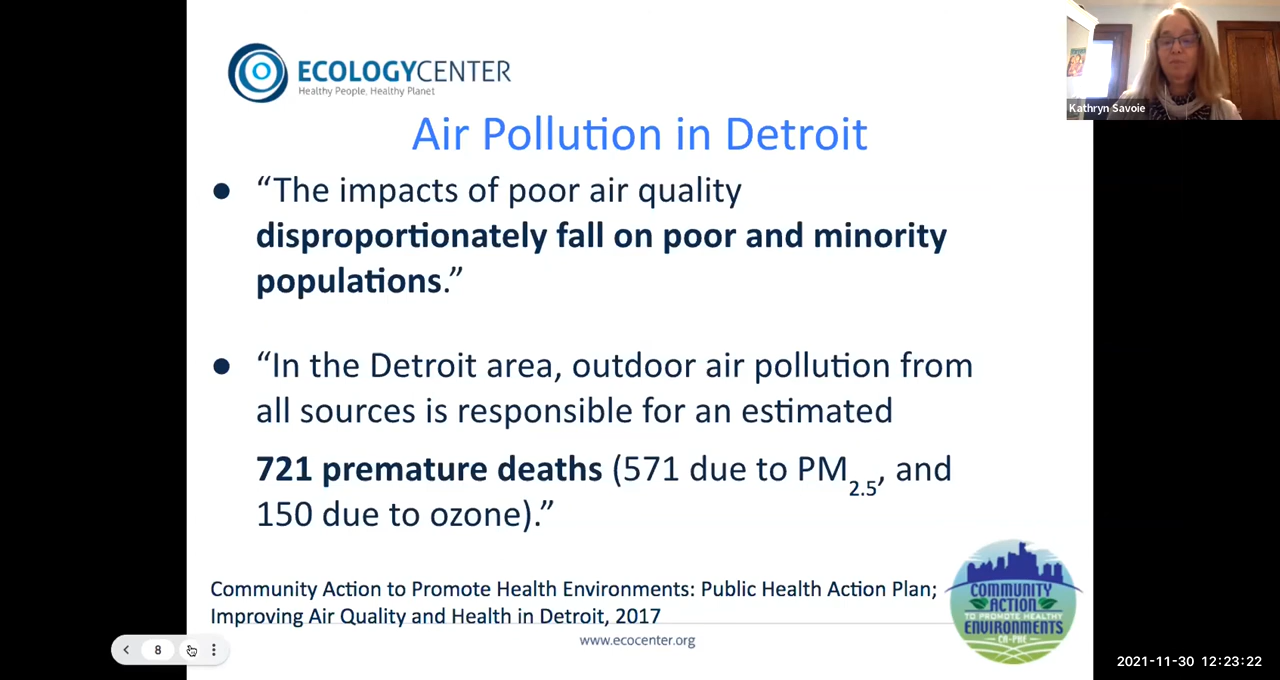 ECOLOGYCENTER
Healthy People, Healthy Planet
Kathryn Savoie
Air Pollution in Detroit
● “The impacts of poor air quality
disproportionately fall on poor and minority
populations.”
● “In the Detroit area, outdoor air pollution from
all sources is responsible for an estimated
721 premature deaths (571 due to PM2.5, and
150 due to ozone).”
Community Action to Promote Health Environments: Public Health Action Plan;
Improving Air Quality and Health in Detroit, 2017
COMMUNITY
ACTION
TO PROMOTE HEALTHY
ENVIRONMENTS
CA-PHE
www.ecocenter.org
8
2021-11-30 12:23:22